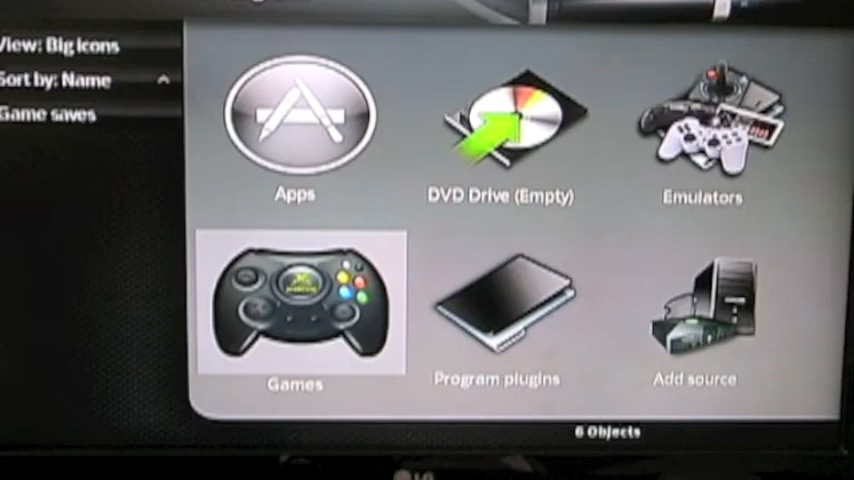 View: Big Icons
Sort by: Name
Game saves
Apps
DVD Drive (Empty)
Emulators
Games
Program plugins
Add source
6 Objects
LG